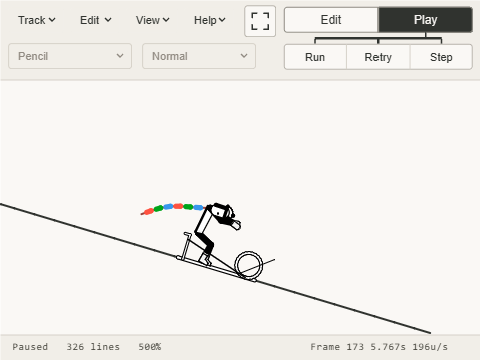 Track Edit View Help Edit Play
Pencil Normal Run Retry Step
Paused 326 lines 500% Frame 173 5.767s 196u/s